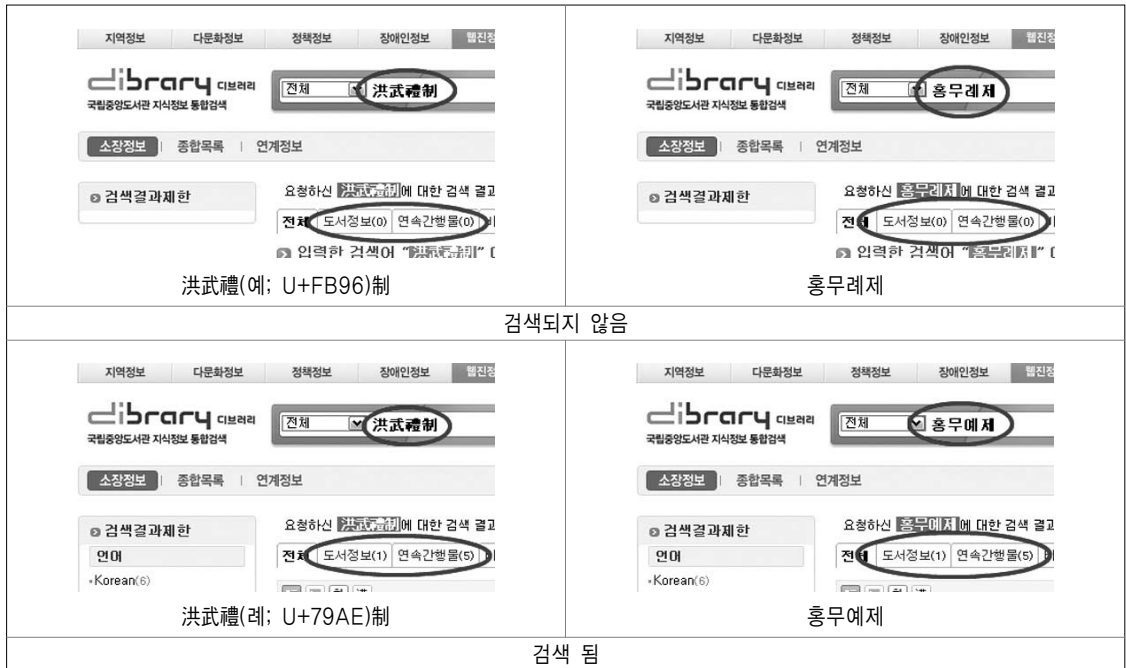 지역정보 다문화정보 정책정보 장애인정보 웹진정
dibrary 디브러리
국립중앙도서관 지식정보 통합검색
전체 洪武禮制
소장정보 | 종합목록 | 연계정보
검색결과제한
요청하신 洪武禮制에 대한 검색 결과
전체 도서정보(0) 연속간행물(0)
입력한 검색어 "洪武禮制"
洪武禮(예; U+FB96)制
지역정보 다문화정보 정책정보 장애인정보 웹진정
dibrary 디브러리
국립중앙도서관 지식정보 통합검색
전체 홍무례제
소장정보 | 종합목록 | 연계정보
검색결과제한
요청하신 홍무례제에 대한 검색 결과
전체 도서정보(0) 연속간행물(0)
입력한 검색어 "홍무례제"
홍무례제
검색되지 않음
지역정보 다문화정보 정책정보 장애인정보 웹진정
dibrary 디브러리
국립중앙도서관 지식정보 통합검색
전체 洪武禮制
소장정보 | 종합목록 | 연계정보
검색결과제한
언어
Korean(6)
요청하신 洪武禮制에 대한 검색 결과
전체 도서정보(1) 연속간행물(5)
洪武禮(례; U+79AE)制
지역정보 다문화정보 정책정보 장애인정보 웹진정
dibrary 디브러리
국립중앙도서관 지식정보 통합검색
전체 홍무예제
소장정보 | 종합목록 | 연계정보
검색결과제한
언어
Korean(6)
요청하신 홍무예제에 대한 검색 결과
전체 도서정보(1) 연속간행물(5)
홍무예제
검색 됨